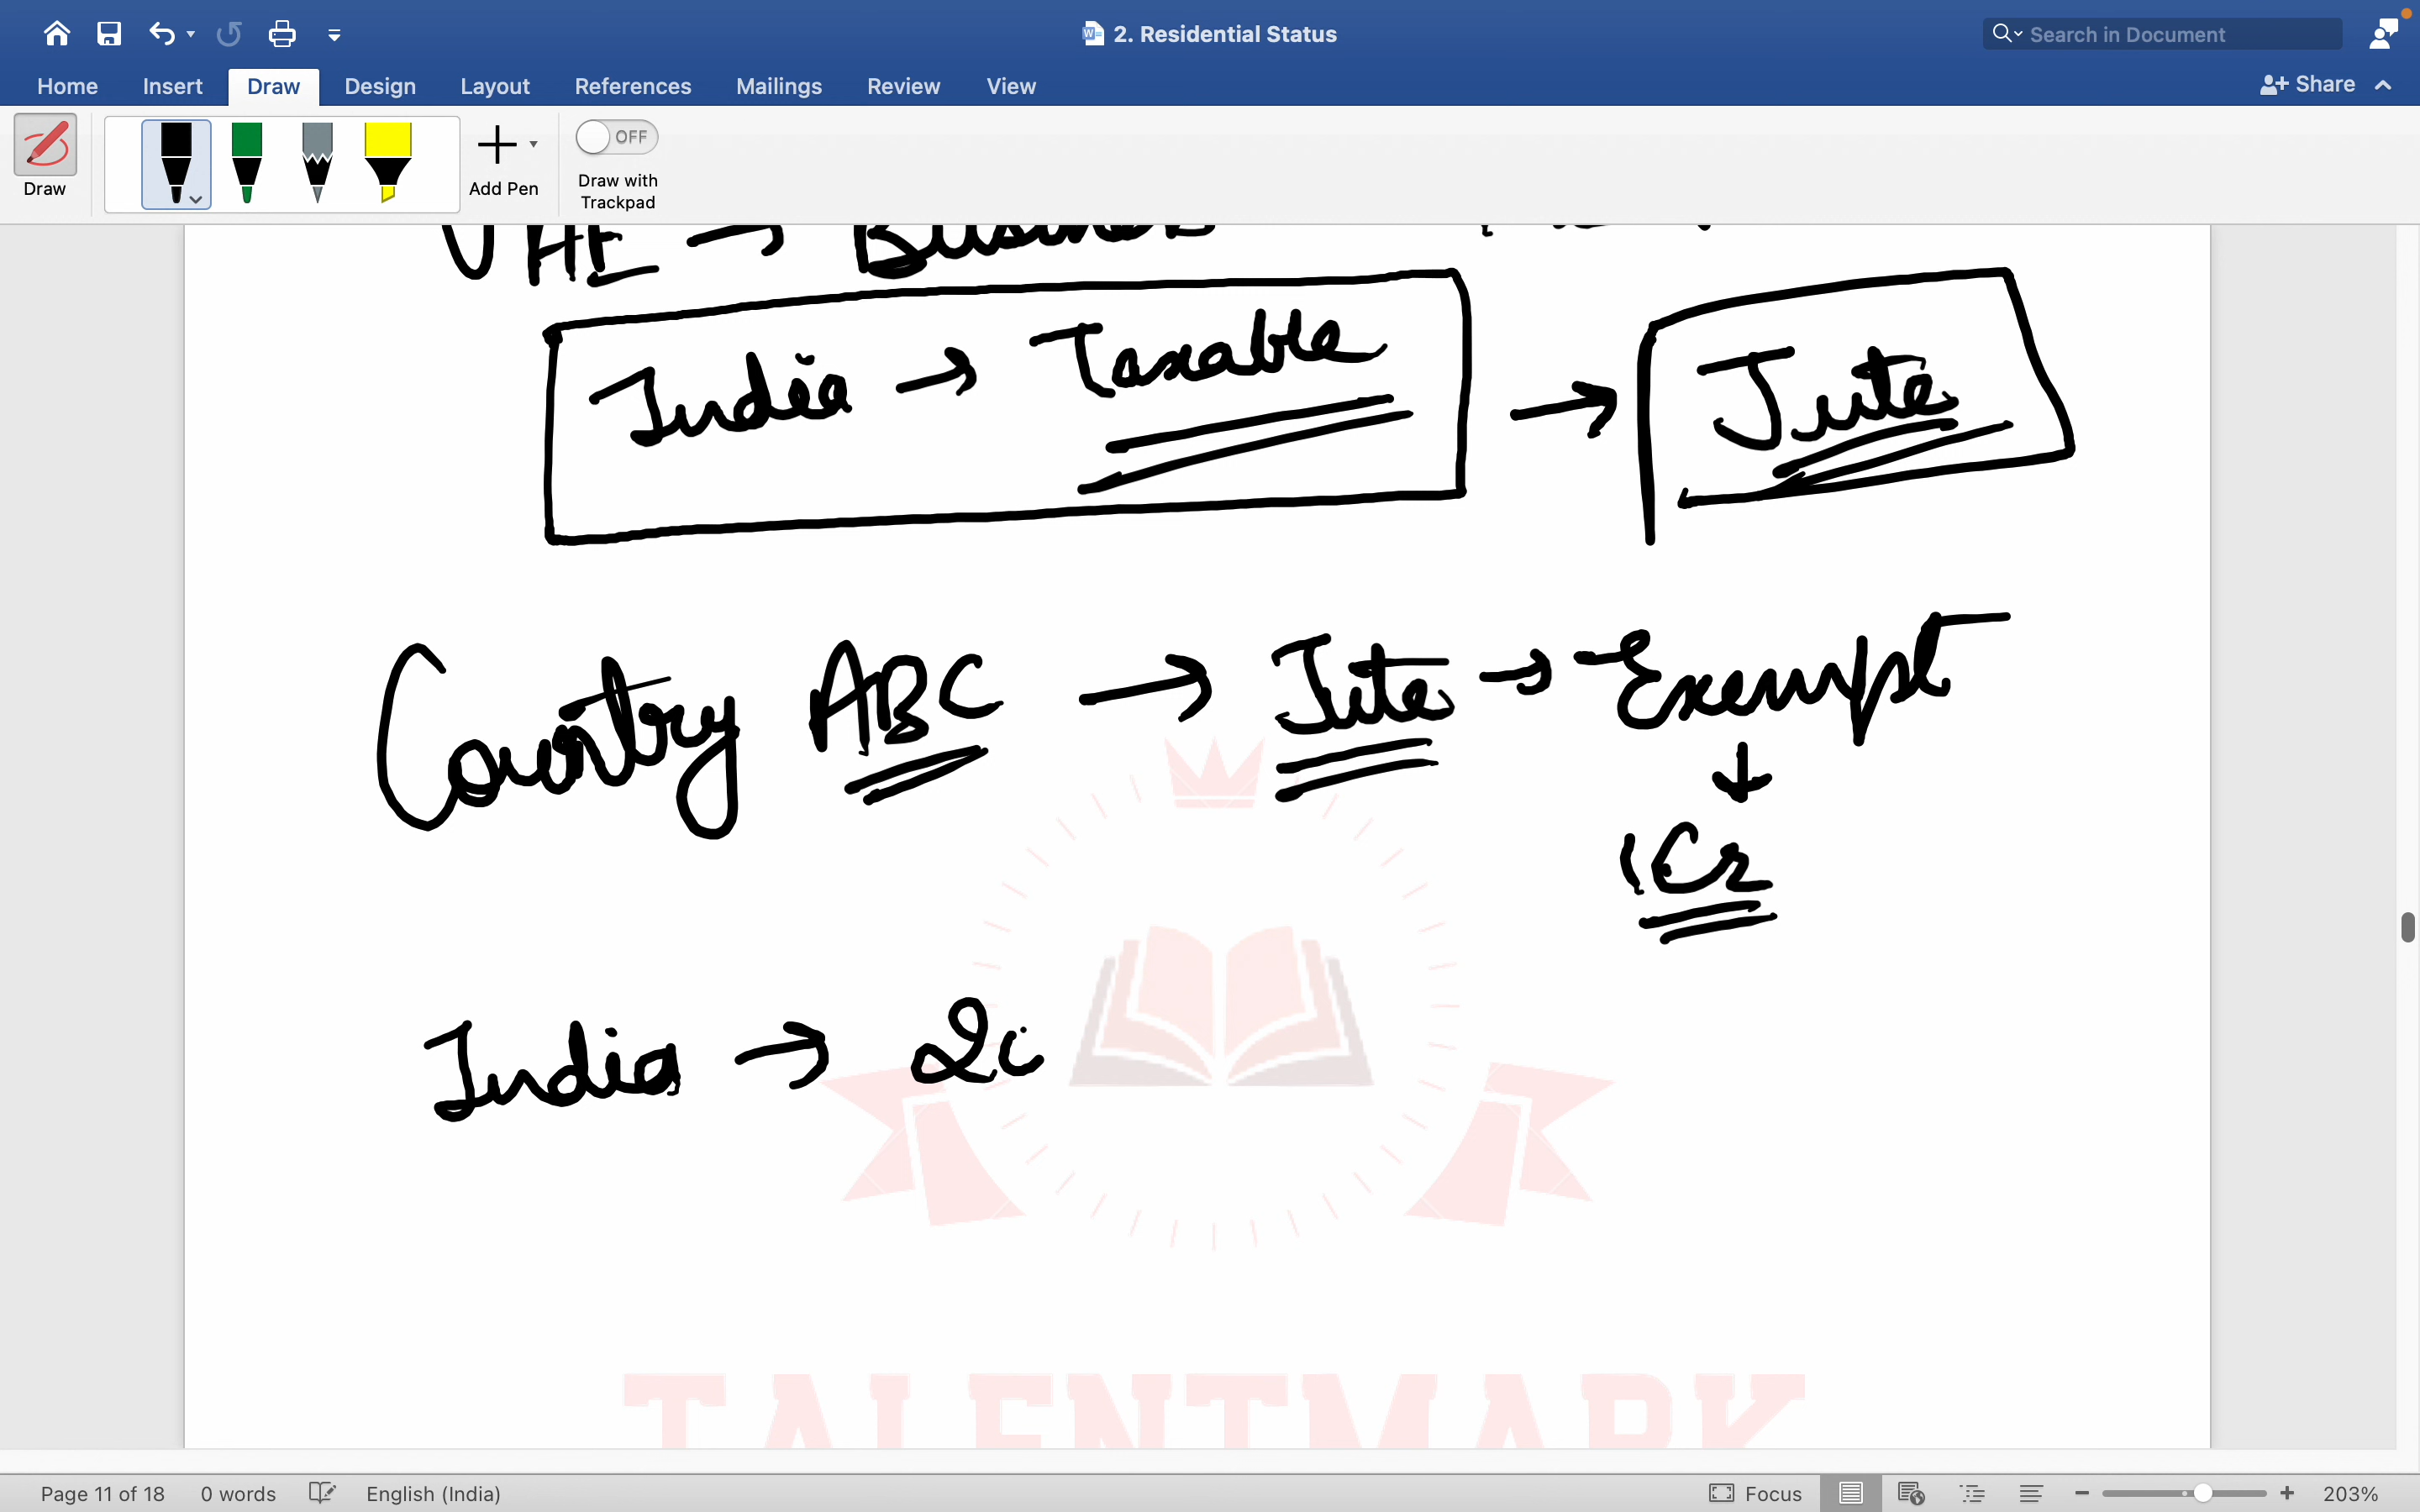 2. Residential Status
Search in Document
Home Insert Draw Design Layout References Mailings Review View
Share
OFF
Draw
Add Pen
Draw with
Trackpad
India → Taxable → Jute
Country ABC → Jute → Exempt
↓
1Cr
India →
TALENTMARK
Page 11 of 18 0 words English (India)
Focus
203%